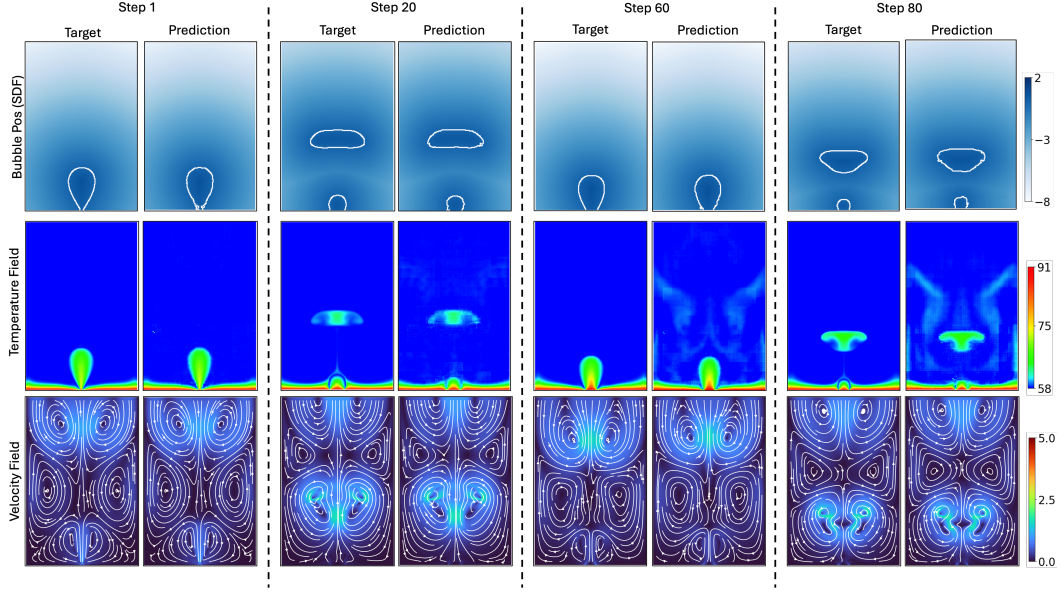 Step 1
Step 20
Step 60
Step 80
Target
Prediction
Target
Prediction
Target
Prediction
Target
Prediction
Bubble Pos (SDF)
2
−3
−8
Temperature Field
91
75
58
Velocity Field
5.0
2.5
0.0